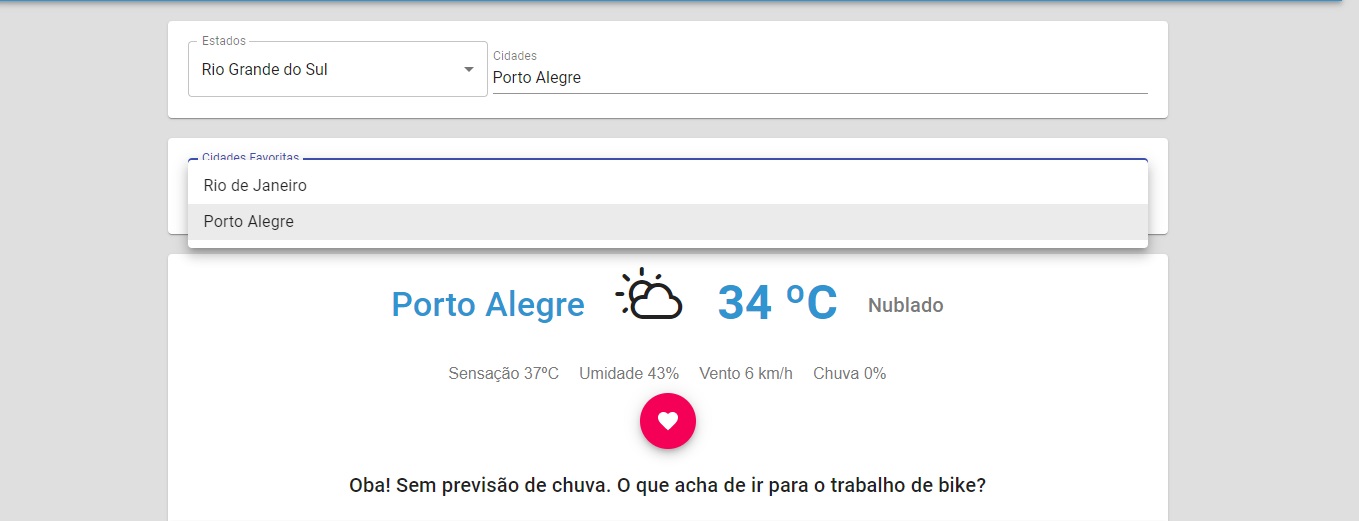 Estados
Rio Grande do Sul
Cidades
Porto Alegre
Cidades Favoritas
Rio de Janeiro
Porto Alegre
Porto Alegre 34 ºC Nublado
Sensação 37ºC Umidade 43% Vento 6 km/h Chuva 0%
Oba! Sem previsão de chuva. O que acha de ir para o trabalho de bike?